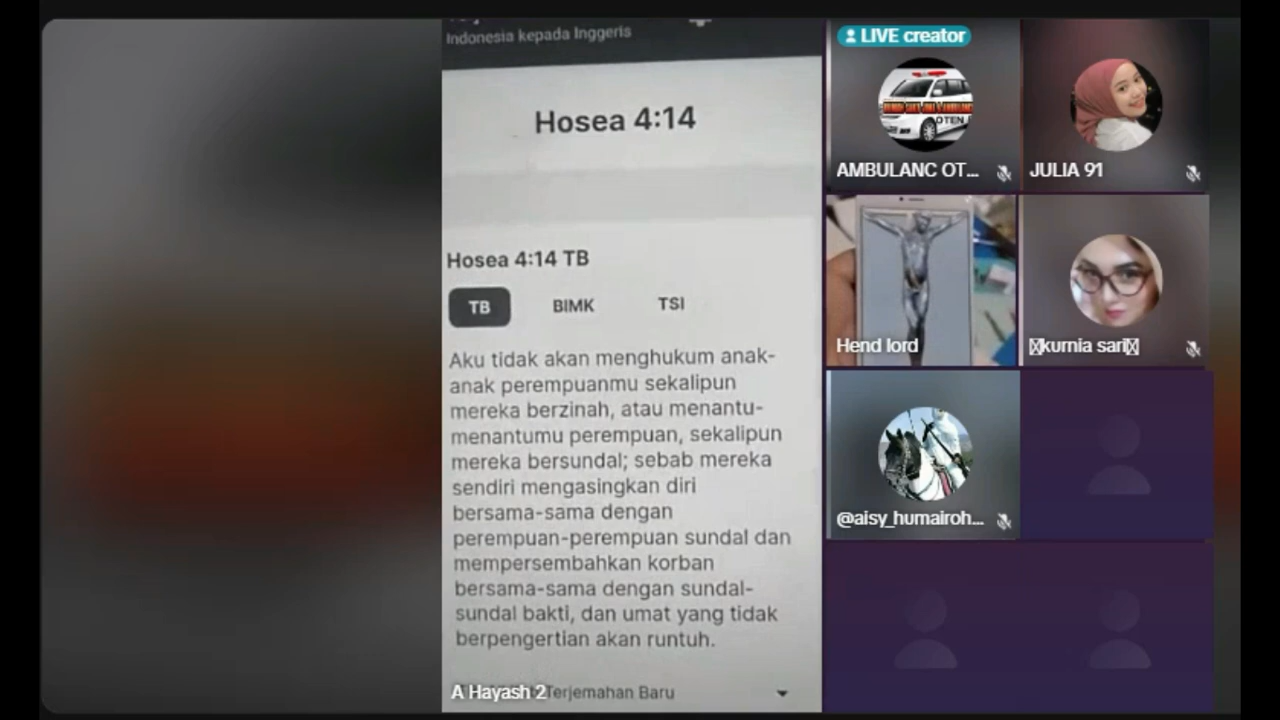 Indonesia kepada Inggeris
Hosea 4:14
Hosea 4:14 TB
TB
BIMK
TSI
Aku tidak akan menghukum anak-
anak perempuanmu sekalipun
mereka berzinah, atau menantu-
menantumu perempuan, sekalipun
mereka bersundal; sebab mereka
sendiri mengasingkan diri
bersama-sama dengan
perempuan-perempuan sundal dan
mempersembahkan korban
bersama-sama dengan sundal-
sundal bakti, dan umat yang tidak
berpengertian akan runtuh.
A Hayash 2
Terjemahan Baru
LIVE creator
OTEN
AMBULANC OT...
JULIA 91
Hend lord
kurnia sari
@aisy_humairoh...